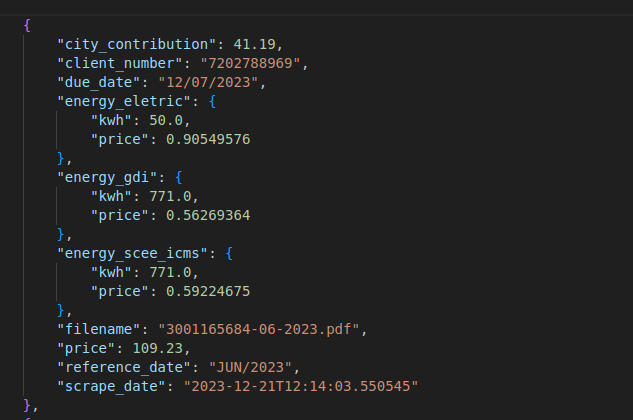 {
"city_contribution": 41.19,
"client_number": "7202788969",
"due_date": "12/07/2023",
"energy_eletric": {
"kwh": 50.0,
"price": 0.90549576
},
"energy_gdi": {
"kwh": 771.0,
"price": 0.56269364
},
"energy_scee_icms": {
"kwh": 771.0,
"price": 0.59224675
},
"filename": "3001165684-06-2023.pdf",
"price": 109.23,
"reference_date": "JUN/2023",
"scrape_date": "2023-12-21T12:14:03.550545"
},